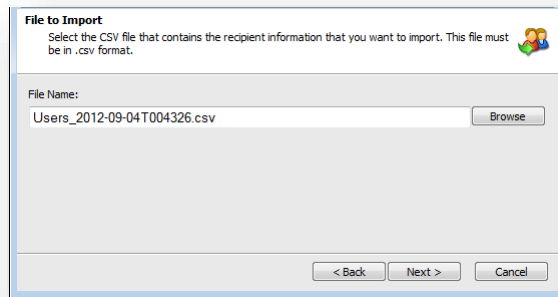 File to Import
Select the CSV file that contains the recipient information that you want to import. This file must
be in .csv format.
File Name:
Users_2012-09-04T004326.csv
Browse
< Back
Next >
Cancel